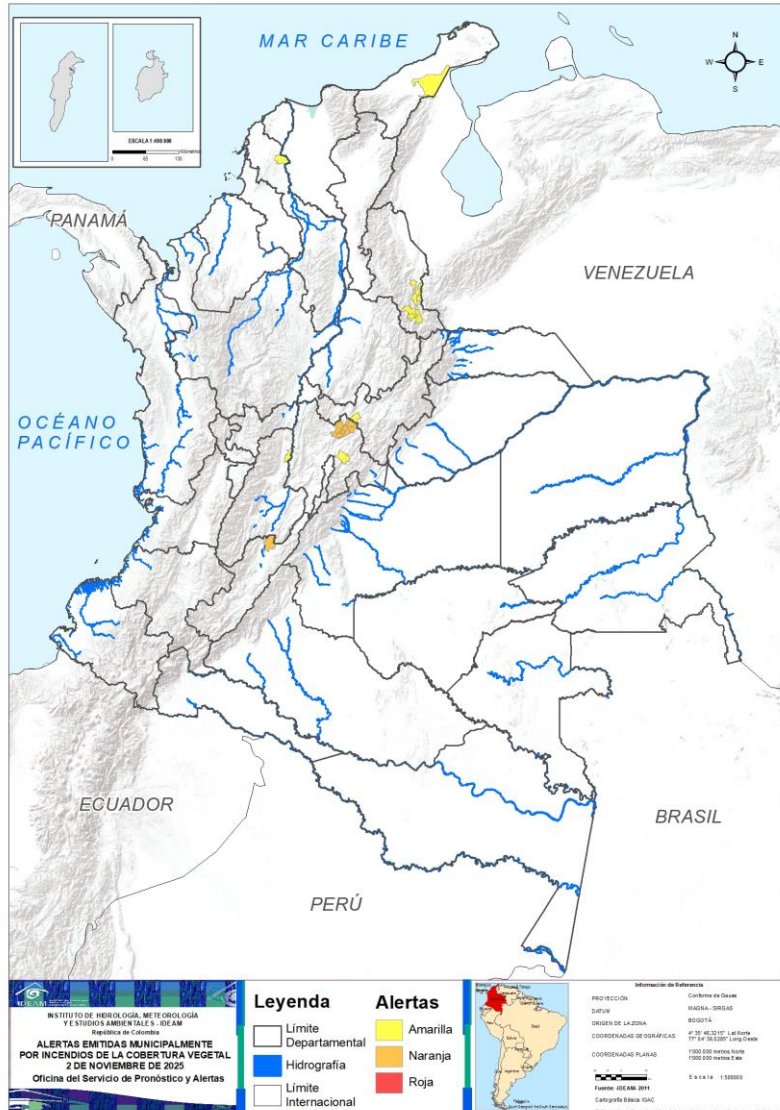 MAR CARIBE
N
W
E
S
ESCALA 1:400.000
PANAMÁ
VENEZUELA
OCÉANO
PACÍFICO
ECUADOR
BRASIL
PERÚ
IDEAM
INSTITUTO DE HIDROLOGÍA, METEOROLOGÍA
Y ESTUDIOS AMBIENTALES - IDEAM
República de Colombia
ALERTAS EMITIDAS MUNICIPALMENTE
POR INCENDIOS DE LA COBERTURA VEGETAL
2 DE NOVIEMBRE DE 2025
Oficina del Servicio de Pronóstico y Alertas
Leyenda
Límite
Departamental
Hidrografía
Límite
Internacional
Alertas
Amarilla
Naranja
Roja
Información de Referencia
PROYECCIÓN
Conforme de Gauss
DATUM
MAGNA - SIRGAS
ORIGEN DE LA ZONA
BOGOTÁ
COORDENADAS GEOGRÁFICAS
COORDENADAS PLANAS
1'000.000 metros Norte
1'000.000 metros Este
Fuente: IDEAM. 2011
Cartografía Básica IGAC